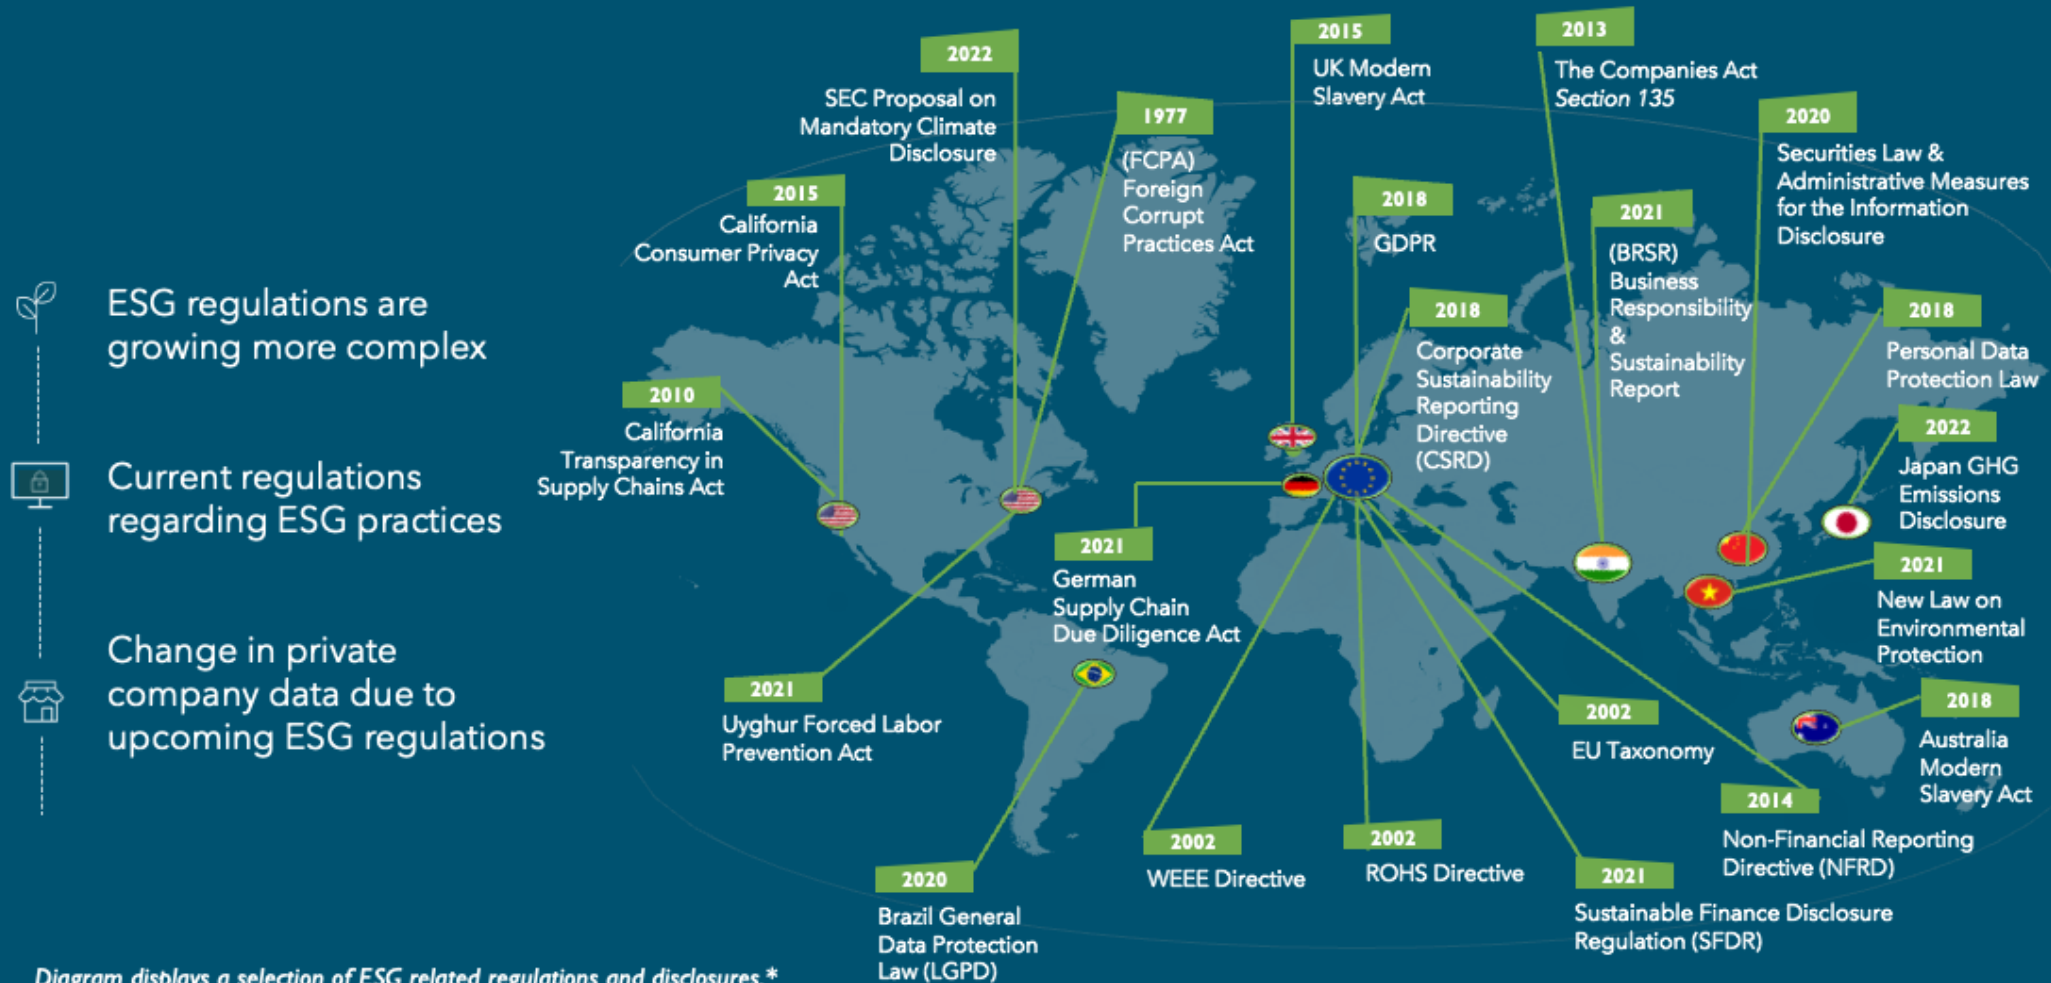 ESG regulations are
growing more complex
Current regulations
regarding ESG practices
Change in private
company data due to
upcoming ESG regulations
2010
California
Transparency in
Supply Chains Act
2015
California
Consumer Privacy
Act
2022
SEC Proposal on
Mandatory Climate
Disclosure
1977
(FCPA)
Foreign
Corrupt
Practices Act
2021
Uyghur Forced Labor
Prevention Act
2020
Brazil General
Data Protection
Law (LGPD)
2015
UK Modern
Slavery Act
2021
German
Supply Chain
Due Diligence Act
2018
GDPR
2018
Corporate
Sustainability
Reporting
Directive
(CSRD)
2002
WEEE Directive
2002
ROHS Directive
2021
Sustainable Finance Disclosure
Regulation (SFDR)
2002
EU Taxonomy
2014
Non-Financial Reporting
Directive (NFRD)
2013
The Companies Act
Section 135
2021
(BRSR)
Business
Responsibility
&
Sustainability
Report
2020
Securities Law &
Administrative Measures
for the Information
Disclosure
2018
Personal Data
Protection Law
2022
Japan GHG
Emissions
Disclosure
2021
New Law on
Environmental
Protection
2018
Australia
Modern
Slavery Act
Diagram displays a selection of ESG related regulations and disclosures.*